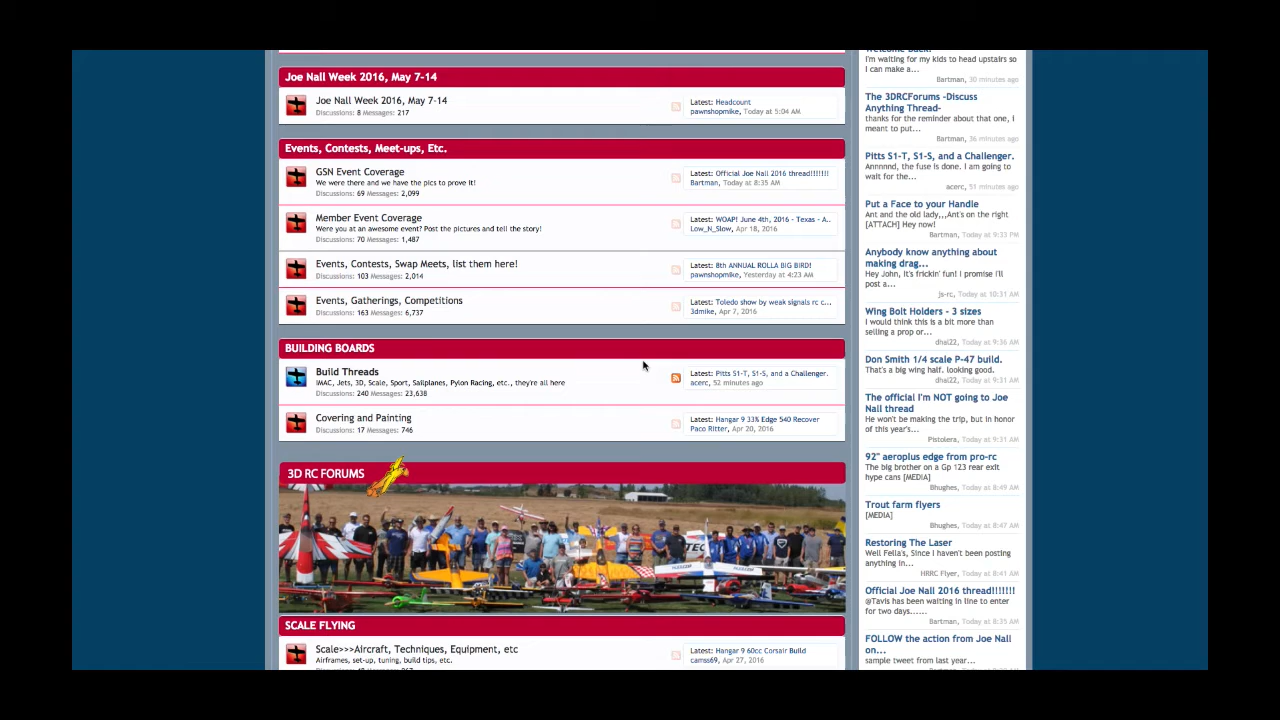 Joe Nall Week 2016, May 7-14
Joe Nall Week 2016, May 7-14
Discussions: 8 Messages: 217
Latest: Headcount
pawnshopmike, Today at 5:04 AM
Events, Contests, Meet-ups, Etc.
GSN Event Coverage
We were there and we have the pics to prove it!
Discussions: 69 Messages: 2,099
Latest: Official Joe Nall 2016 thread!!!!!!!
Bartman, Today at 8:35 AM
Member Event Coverage
Were you at an awesome event? Post the pictures and tell the story!
Discussions: 70 Messages: 1,487
Latest: WOAP! June 4th, 2016 - Texas - A..
Low_N_Slow, Apr 18, 2016
Events, Contests, Swap Meets, list them here!
Discussions: 103 Messages: 2,014
Latest: 8th ANNUAL ROLLA BIG BIRD!
pawnshopmike, Yesterday at 4:23 AM
Events, Gatherings, Competitions
Discussions: 163 Messages: 6,737
Latest: Toledo show by weak signals rc c...
3dmike, Apr 7, 2016
BUILDING BOARDS
Build Threads
IMAC, Jets, 3D, Scale, Sport, Sailplanes, Pylon Racing, etc., they're all here
Discussions: 240 Messages: 23,638
Latest: Pitts S1-T, S1-S, and a Challenger.
acerc, 52 minutes ago
Covering and Painting
Discussions: 17 Messages: 746
Latest: Hangar 9 33% Edge 540 Recover
Paco Ritter, Apr 20, 2016
3D RC FORUMS
SCALE FLYING
Scale>>>Aircraft, Techniques, Equipment, etc
Airframes, set-up, tuning, build tips, etc.
Latest: Hangar 9 60cc Corsair Build
camss69, Apr 27, 2016
Welcome Back!
I'm waiting for my kids to head upstairs so
I can make a...
Bartman, 30 minutes ago
The 3DRCForums -Discuss
Anything Thread-
thanks for the reminder about that one, I
meant to put...
Bartman, 36 minutes ago
Pitts S1-T, S1-S, and a Challenger.
Annnnnd, the fuse is done. I am going to
wait for the...
acerc, 51 minutes ago
Put a Face to your Handle
Ant and the old lady,,,Ant's on the right
[ATTACH] Hey now!
Bartman, Today at 9:33 PM
Anybody know anything about
making drag...
Hey John, It's frickin' fun! I promise I'll
post a...
js-rc, Today at 10:31 AM
Wing Bolt Holders - 3 sizes
I would think this is a bit more than
selling a prop or...
dhal22, Today at 9:36 AM
Don Smith 1/4 scale P-47 build.
That's a big wing half. looking good.
dhal22, Today at 9:31 AM
The official I'm NOT going to Joe
Nall thread
He won't be making the trip, but in honor
of this year's...
Pistolera, Today at 9:31 AM
92" aeroplus edge from pro-rc
The big brother on a Gp 123 rear exit
hype cans [MEDIA]
Bhughes, Today at 8:49 AM
Trout farm flyers
[MEDIA]
Bhughes, Today at 8:47 AM
Restoring The Laser
Well Fella's, Since I haven't been posting
anything in...
HRRC Flyer, Today at 8:41 AM
Official Joe Nall 2016 thread!!!!!!!
@Tavis has been waiting in line to enter
for two days......
Bartman, Today at 8:35 AM
FOLLOW the action from Joe Nall
on...
sample tweet from last year...